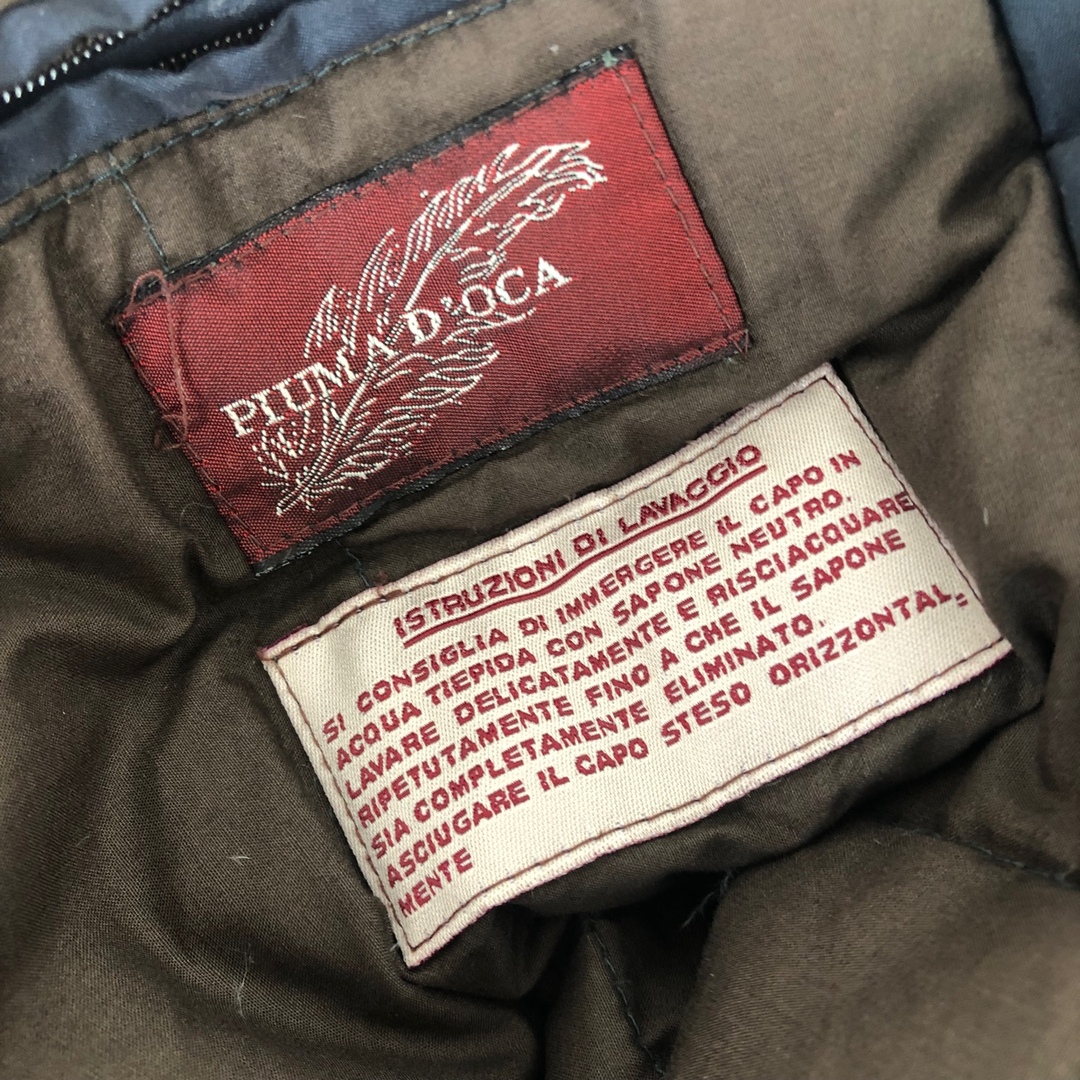 PIUMA D'OCA
ISTRUZIONI DI LAVAGGIO
SI CONSIGLIA DI IMMERGERE IL CAPO IN
ACQUA TIEPIDA CON SAPONE NEUTRO.
LAVARE DELICATAMENTE E RISCIACQUARE
RIPETUTAMENTE FINO A CHE IL SAPONE
SIA COMPLETAMENTE ELIMINATO.
ASCIUGARE IL CAPO STESO ORIZZONTAL=
MENTE